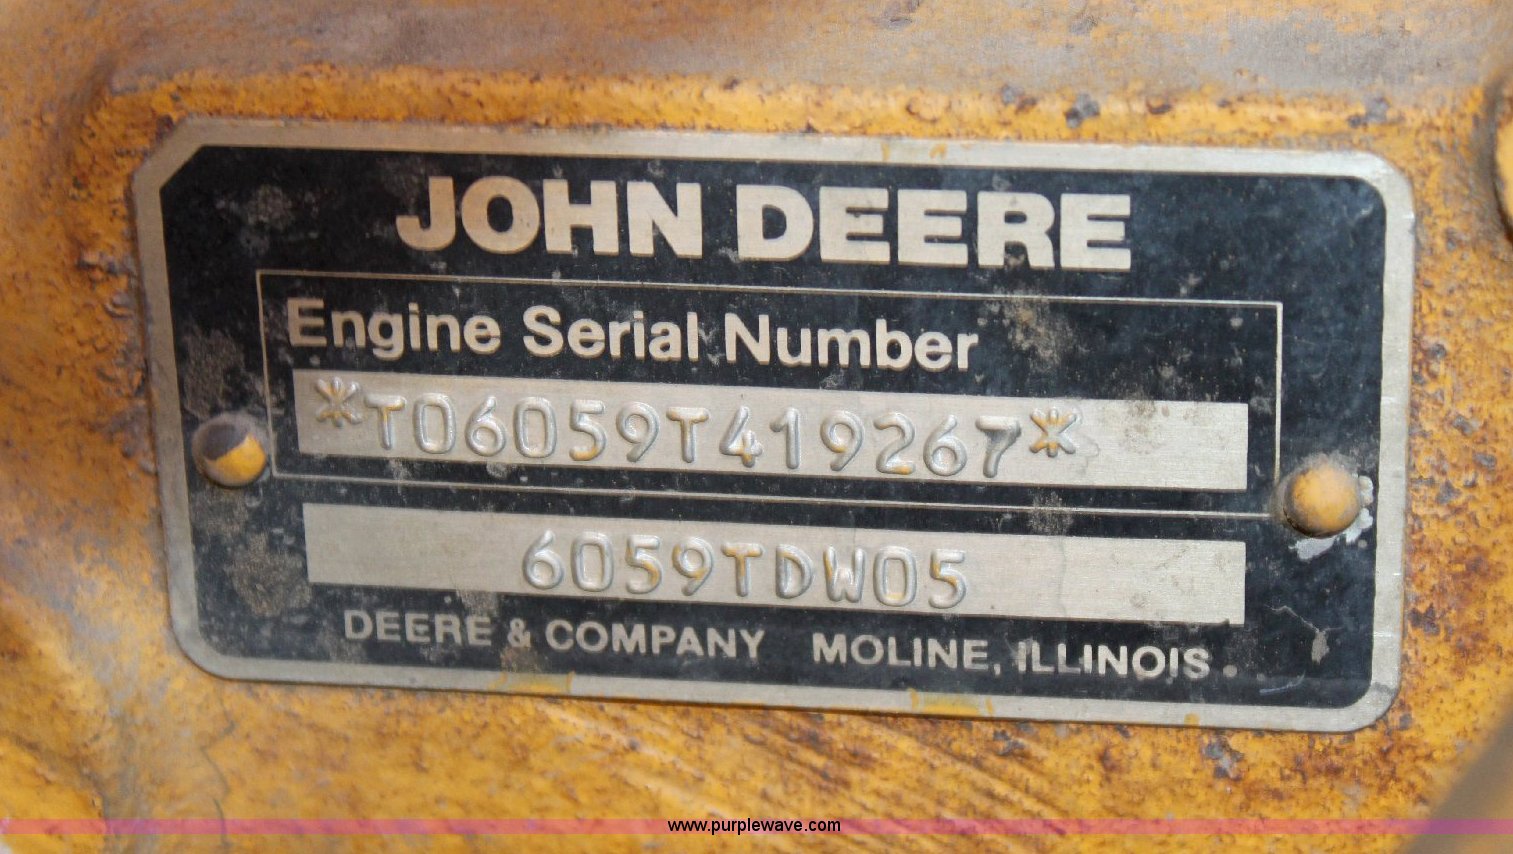 JOHN DEERE
Engine Serial Number
*T06059T419267*
6059TDW05
DEERE & COMPANY MOLINE, ILLINOIS
www.purplewave.com